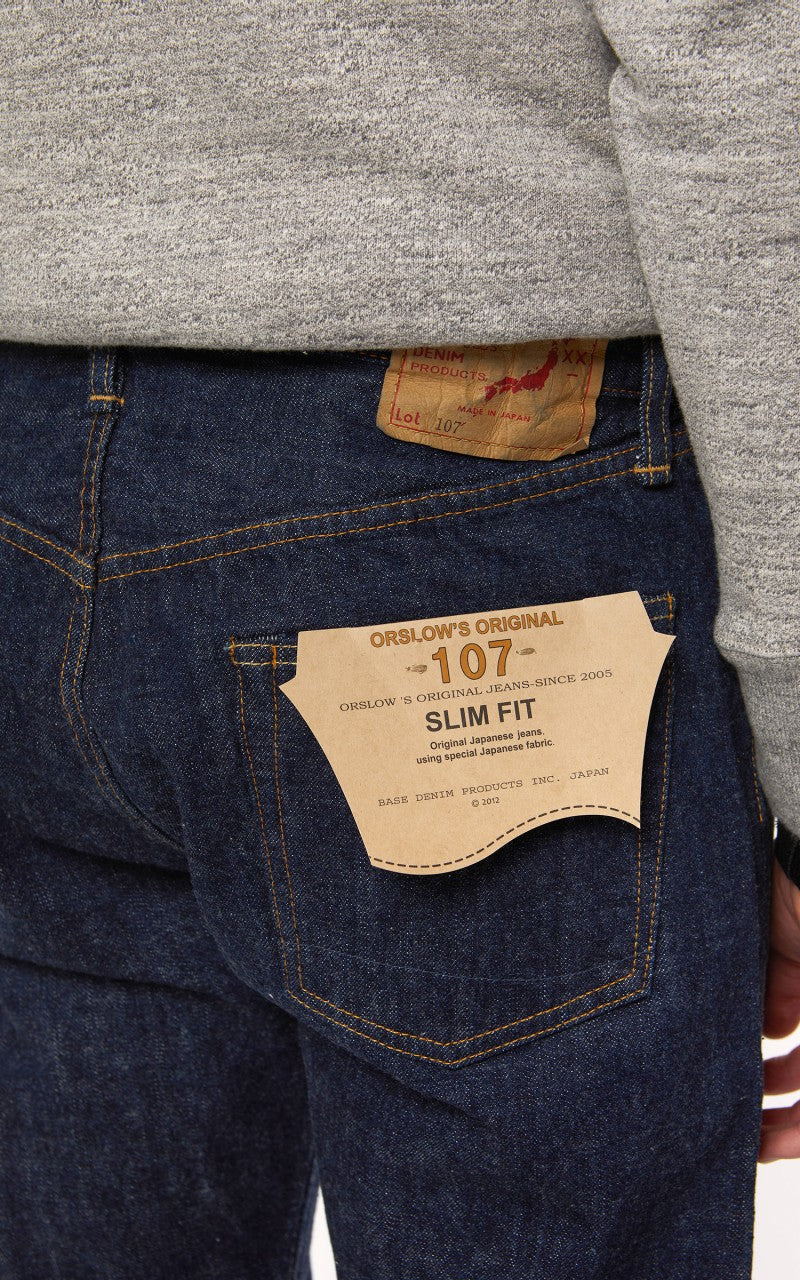 DENIM XX
PRODUCTS,
MADE IN JAPAN
Lot 107
ORSLOW'S ORIGINAL
107
ORSLOW 'S ORIGINAL JEANS-SINCE 2005
SLIM FIT
Original Japanese jeans.
using special Japanese fabric.
BASE DENIM PRODUCTS INC. JAPAN
© 2012